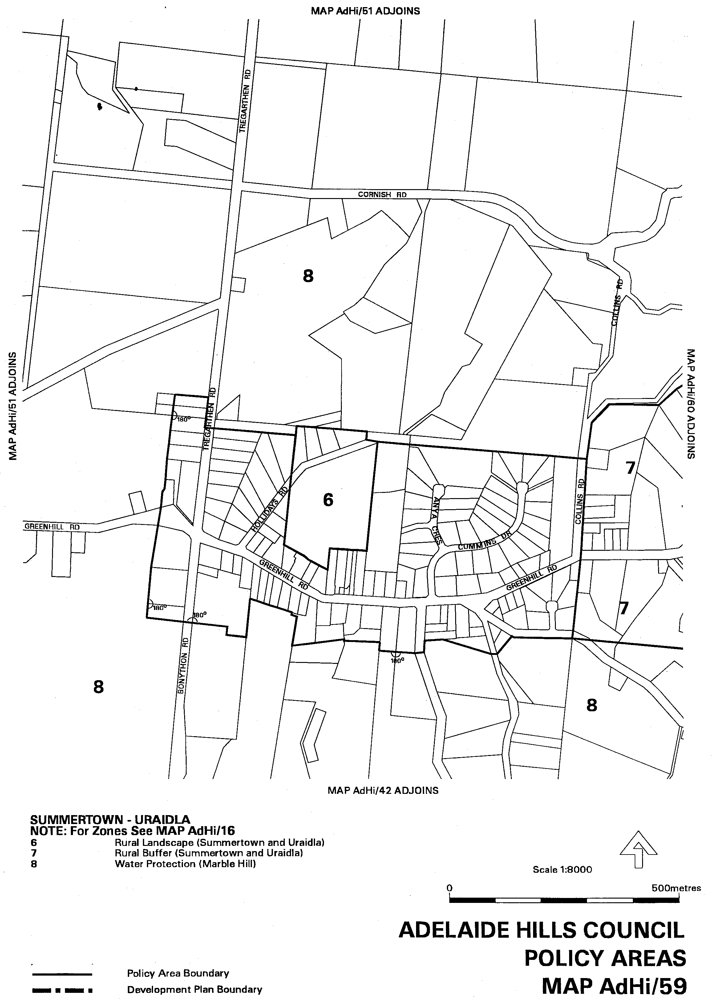 MAP AdHi/51 ADJOINS
TREGARTHEN RD
CORNISH RD
8
COLLINS RD
MAP AdHi/51 ADJOINS
MAP AdHi/60 ADJOINS
TREGARTHEN RD
180°
7
6
HOLLIDAYS RD
ANYA CRES
CUMMINS DR
COLLINS RD
GREENHILL RD
GREENHILL RD
GREENHILL RD
180°
180°
7
BONYTHON RD
180°
8
8
MAP AdHi/42 ADJOINS
SUMMERTOWN - URAIDLA
NOTE: For Zones See MAP AdHi/16
6 Rural Landscape (Summertown and Uraidla)
7 Rural Buffer (Summertown and Uraidla)
8 Water Protection (Marble Hill)
Scale 1:8000
0 500metres
ADELAIDE HILLS COUNCIL
POLICY AREAS
MAP AdHi/59
Policy Area Boundary
Development Plan Boundary